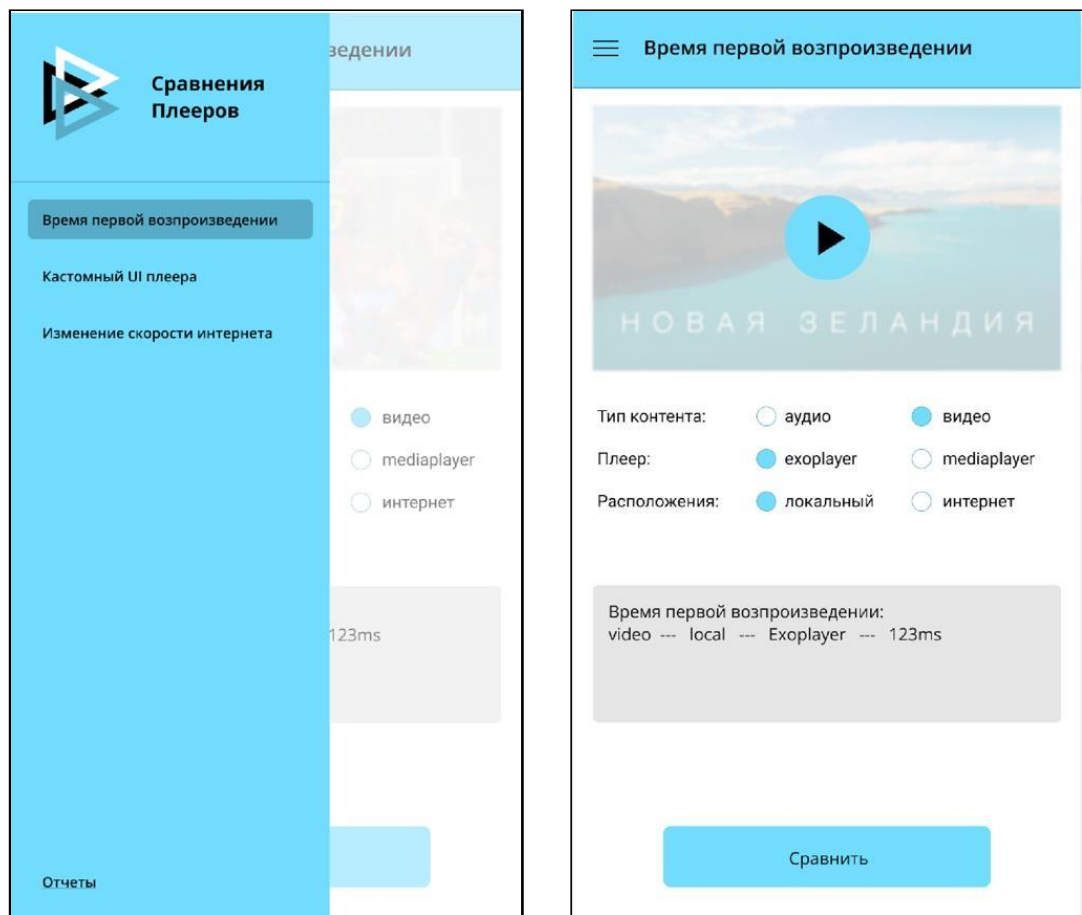 Сравнения
Плееров
Время первой возпроизведении
Кастомный UI плеера
Изменение скорости интернета
Отчеты
ведении
видео
mediaplayer
интернет
123ms
Время первой возпроизведении
НОВАЯ ЗЕЛАНДИЯ
Тип контента: аудио видео
Плеер: exoplayer mediaplayer
Расположения: локальный интернет
Время первой возпроизведении:
video --- local --- Exoplayer --- 123ms
Сравнить